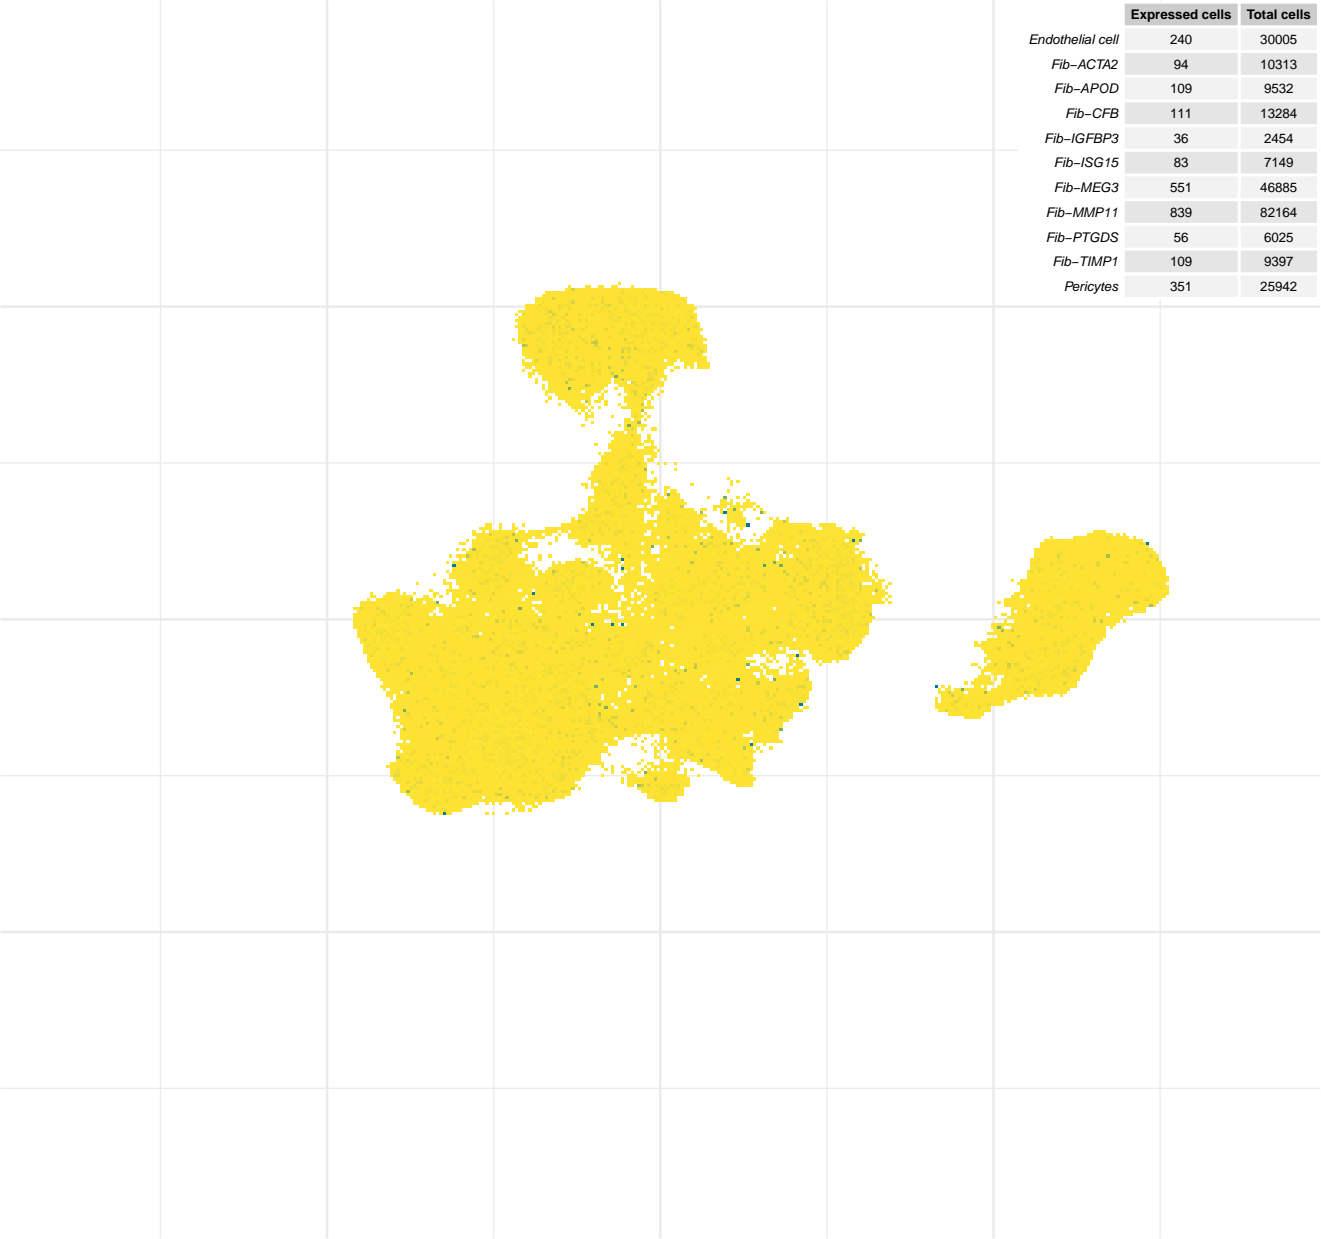 Expressed cells Total cells
Endothelial cell 240 30005
Fib−ACTA2 94 10313
Fib−APOD 109 9532
Fib−CFB 111 13284
Fib−IGFBP3 36 2454
Fib−ISG15 83 7149
Fib−MEG3 551 46885
Fib−MMP11 839 82164
Fib−PTGDS 56 6025
Fib−TIMP1 109 9397
Pericytes 351 25942